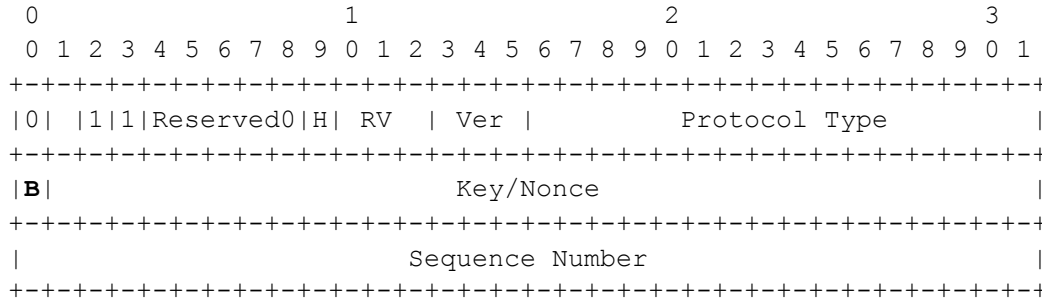 0                   1                   2                   3
 0 1 2 3 4 5 6 7 8 9 0 1 2 3 4 5 6 7 8 9 0 1 2 3 4 5 6 7 8 9 0 1
+-+-+-+-+-+-+-+-+-+-+-+-+-+-+-+-+-+-+-+-+-+-+-+-+-+-+-+-+-+-+-+-+
|0| |1|1|Reserved0|H| RV  | Ver |         Protocol Type         |
+-+-+-+-+-+-+-+-+-+-+-+-+-+-+-+-+-+-+-+-+-+-+-+-+-+-+-+-+-+-+-+-+
|B|                         Key/Nonce                           |
+-+-+-+-+-+-+-+-+-+-+-+-+-+-+-+-+-+-+-+-+-+-+-+-+-+-+-+-+-+-+-+-+
|                        Sequence Number                        |
+-+-+-+-+-+-+-+-+-+-+-+-+-+-+-+-+-+-+-+-+-+-+-+-+-+-+-+-+-+-+-+-+